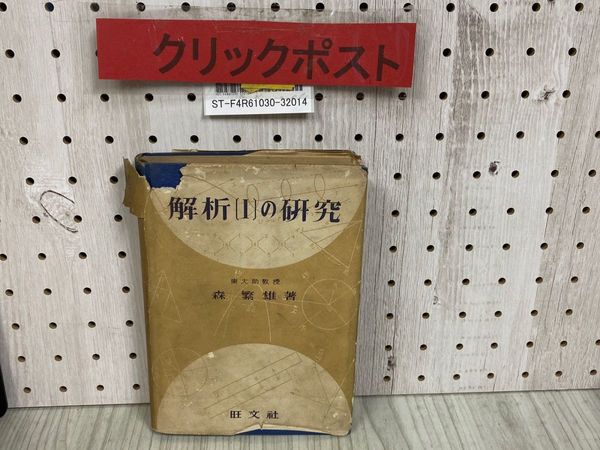 クリックポスト
ST-F4R61030-32014
解析〔I〕の研究
東大助教授
森繁雄著
旺文社